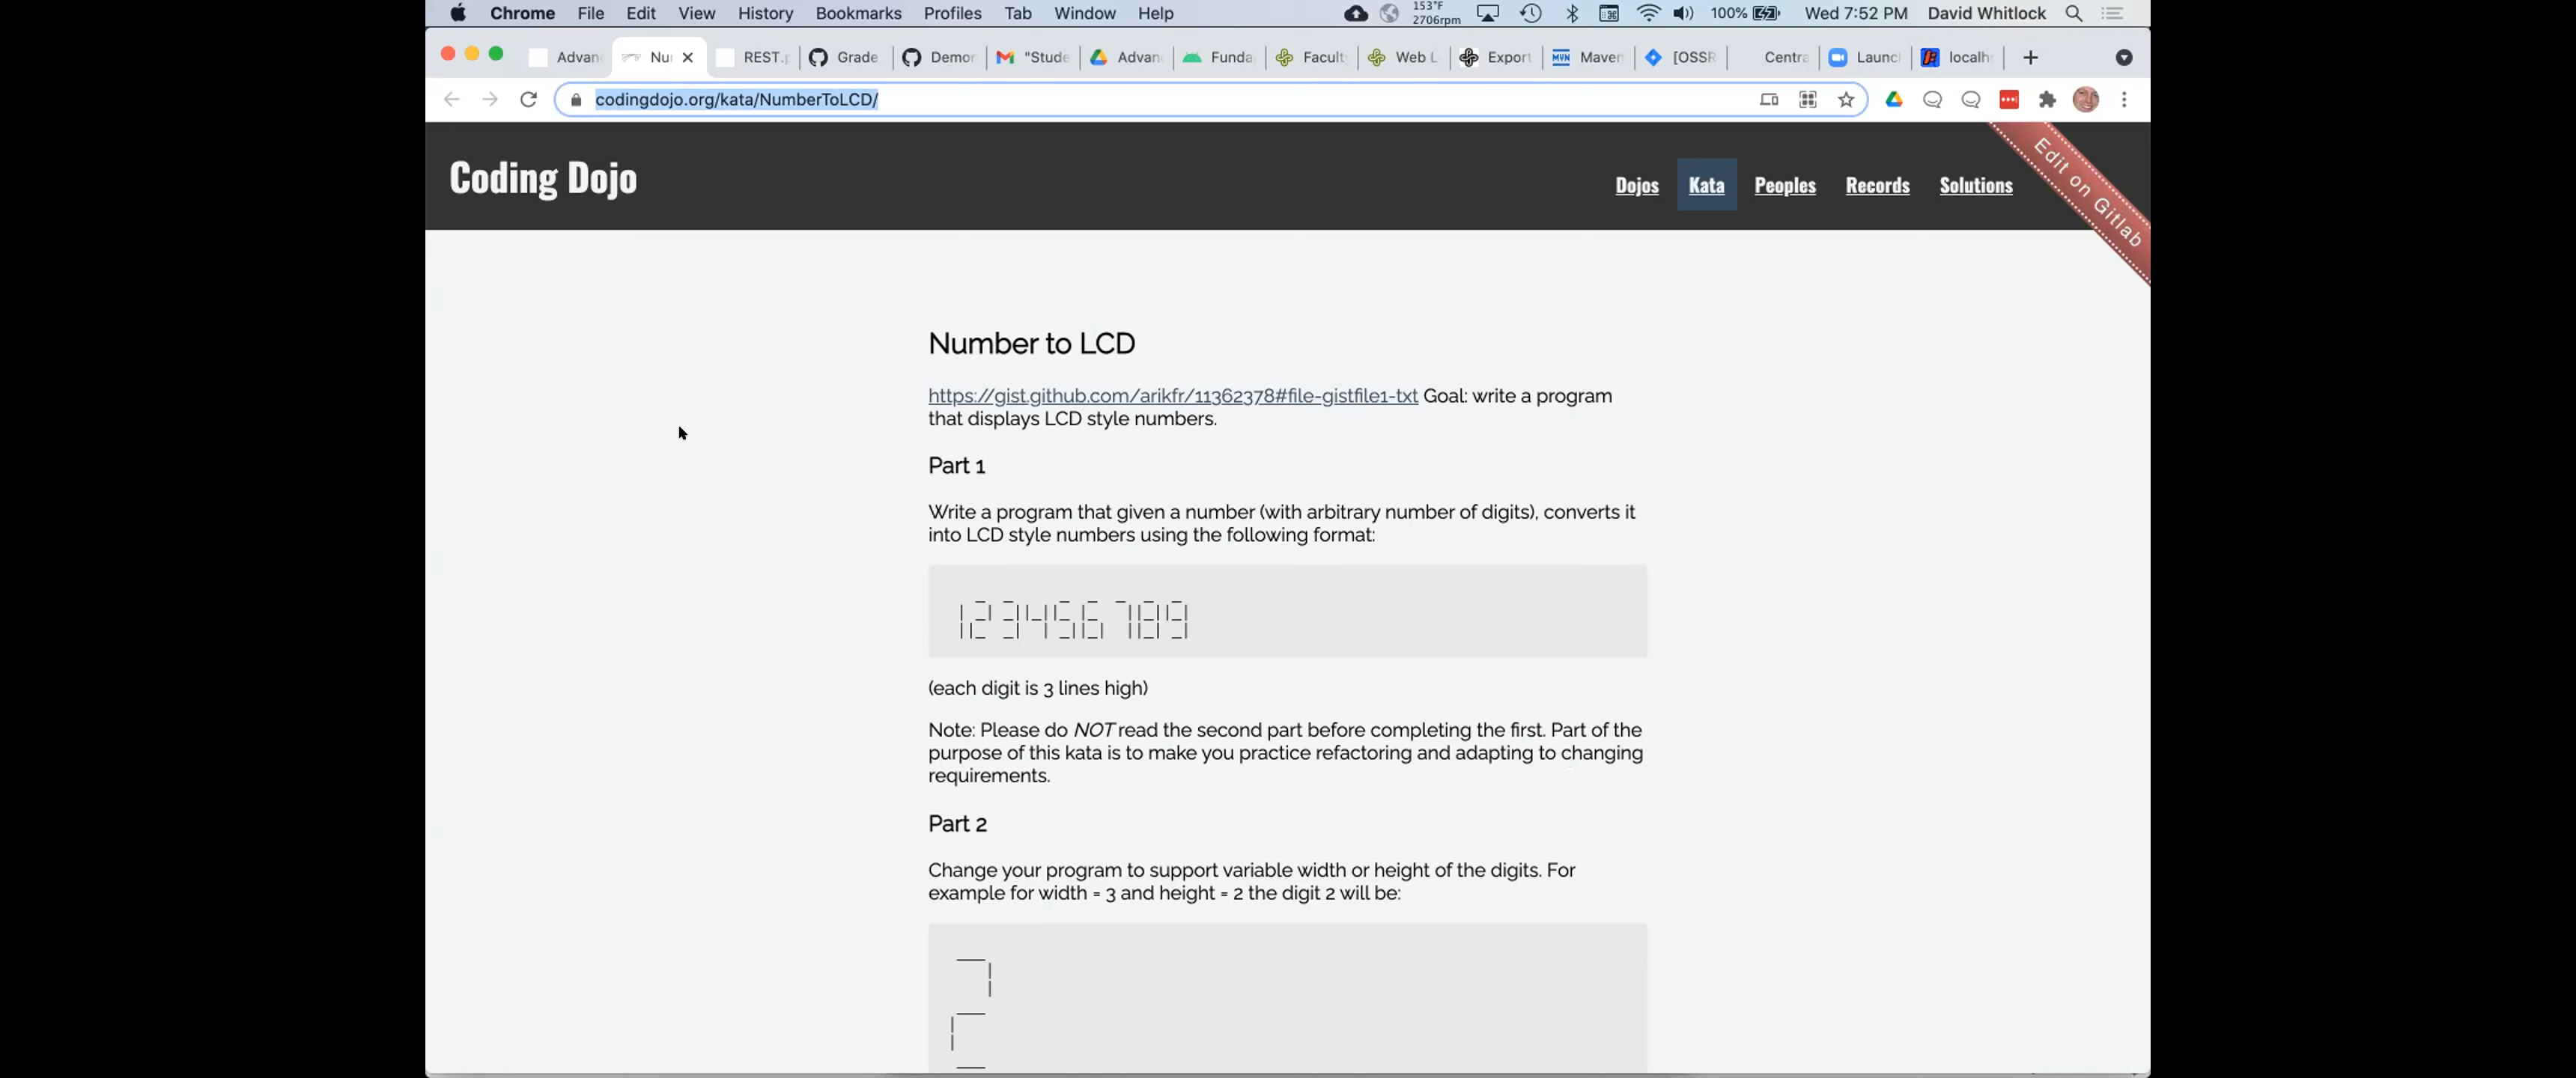 Chrome File Edit View History Bookmarks Profiles Tab Window Help 153°F 2706rpm 100% Wed 7:52 PM David Whitlock
Advan Nu REST.p Grade Demor "Stude Advan Funda Facult Web L Export Maven [OSSR Centra Launc localh
codingdojo.org/kata/NumberToLCD/
Edit on Gitlab
Coding Dojo Dojos Kata Peoples Records Solutions
Number to LCD
https://gist.github.com/arikfr/11362378#file-gistfile1-txt Goal: write a program
that displays LCD style numbers.
Part 1
Write a program that given a number (with arbitrary number of digits), converts it
into LCD style numbers using the following format:
123456789
(each digit is 3 lines high)
Note: Please do NOT read the second part before completing the first. Part of the
purpose of this kata is to make you practice refactoring and adapting to changing
requirements.
Part 2
Change your program to support variable width or height of the digits. For
example for width = 3 and height = 2 the digit 2 will be:
2